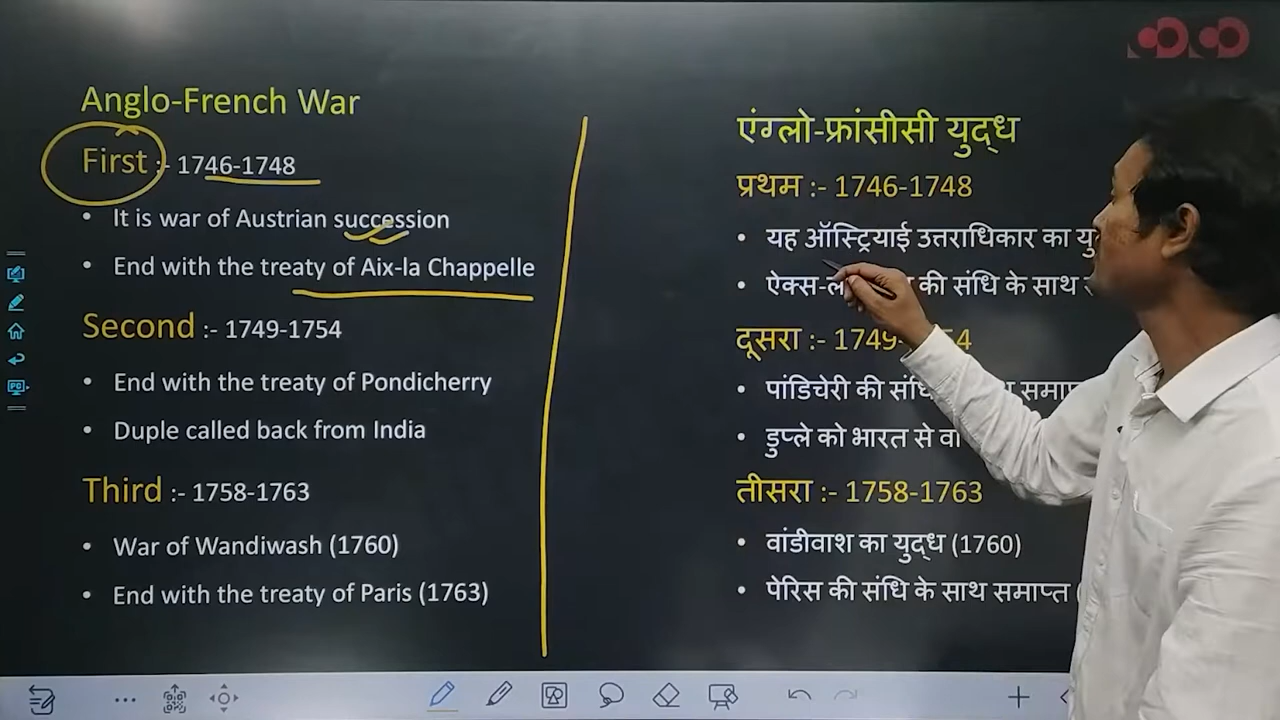 Anglo-French War
First :- 1746-1748
• It is war of Austrian succession
• End with the treaty of Aix-la Chappelle
Second :- 1749-1754
• End with the treaty of Pondicherry
• Duple called back from India
Third :- 1758-1763
• War of Wandiwash (1760)
• End with the treaty of Paris (1763)
एंग्लो-फ्रांसीसी युद्ध
प्रथम :- 1746-1748
• यह ऑस्ट्रियाई उत्तराधिकार का
• ऐक्स- की संधि के साथ
दूसरा :- 1749-
• पांडिचेरी की
• डुप्ले को भारत से
तीसरा :- 1758-1763
• वांडीवाश का युद्ध (1760)
• पेरिस की संधि के साथ समाप्त